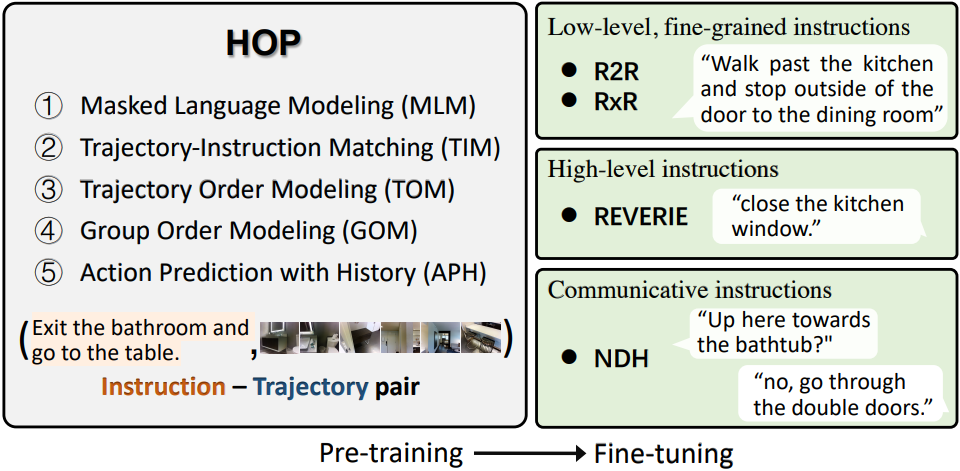 HOP
① Masked Language Modeling (MLM)
② Trajectory-Instruction Matching (TIM)
③ Trajectory Order Modeling (TOM)
④ Group Order Modeling (GOM)
⑤ Action Prediction with History (APH)
(Exit the bathroom and
go to the table. , )
Instruction – Trajectory pair
Low-level, fine-grained instructions
● R2R
● RxR
“Walk past the kitchen
and stop outside of the
door to the dining room”
High-level instructions
● REVERIE
“close the kitchen
window.”
Communicative instructions
● NDH
“Up here towards
the bathtub?"
“no, go through
the double doors.”
Pre-training → Fine-tuning